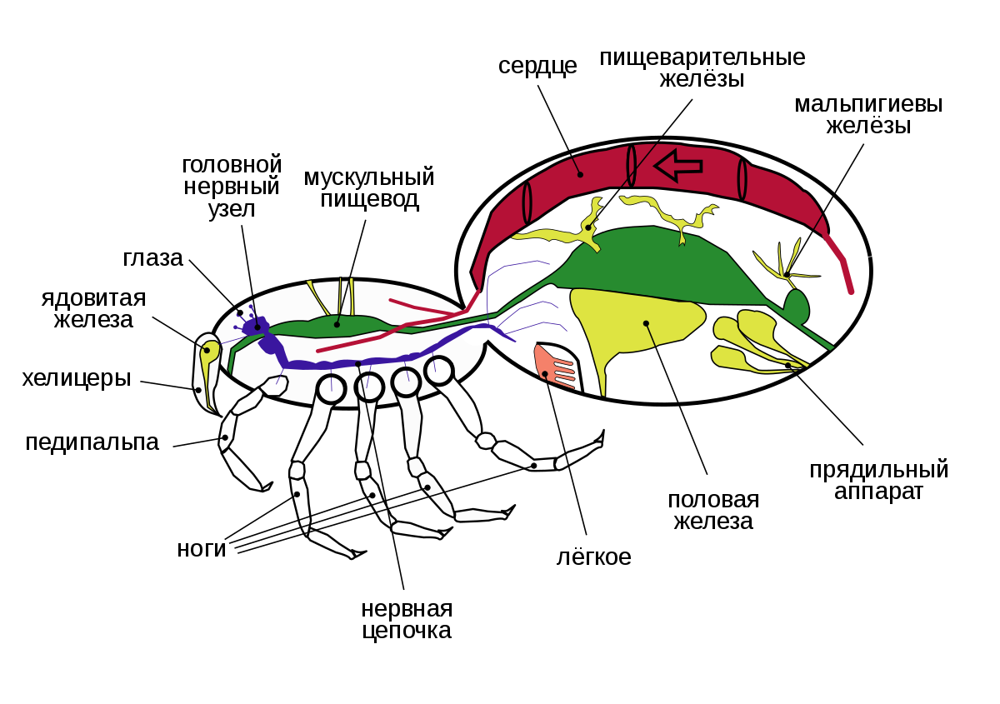 сердце
пищеварительные
желёзы
мальпигиевы
желёзы
головной
нервный
узел
мускульный
пищевод
глаза
ядовитая
железа
хелицеры
педипальпа
ноги
нервная
цепочка
лёгкое
половая
железа
прядильный
аппарат